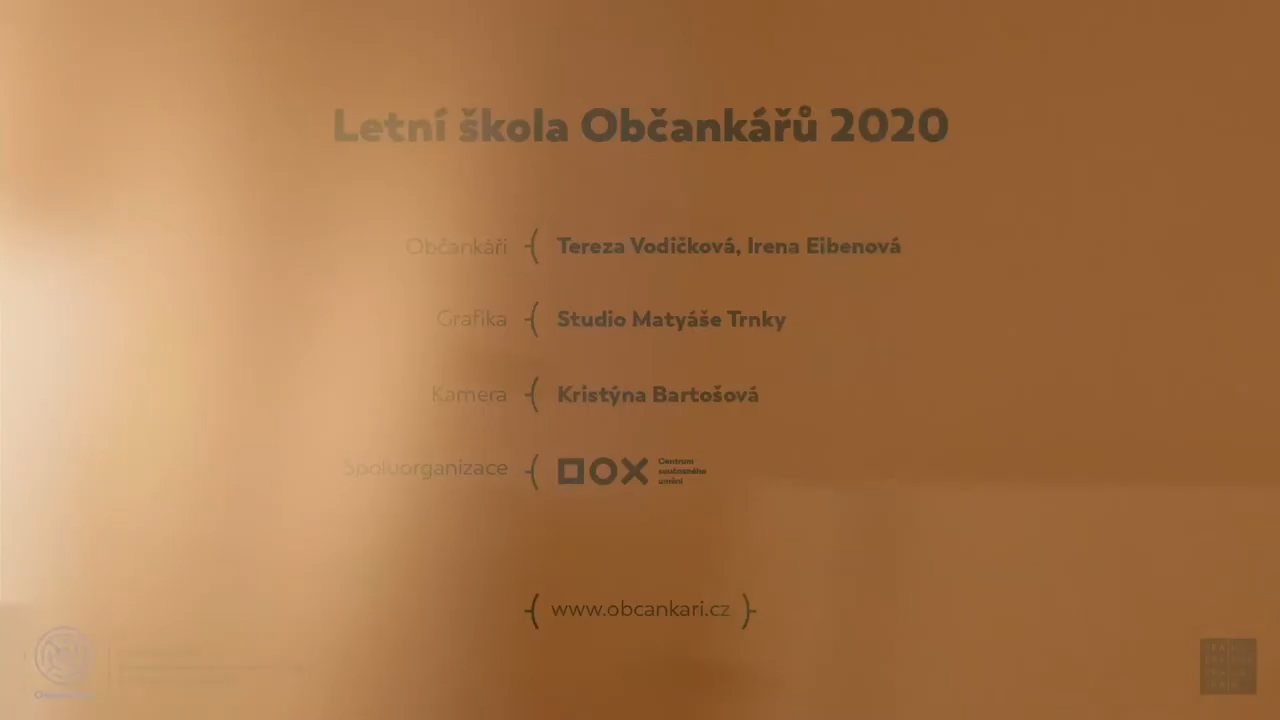 Letní škola Občankářů 2020
Občankáři
Tereza Vodičková, Irena Eibenová
Grafika
Studio Matyáše Trnky
Kamera
Kristýna Bartošová
Spoluorganizace
DOX
Centrum
současného
umění
www.obcankari.cz